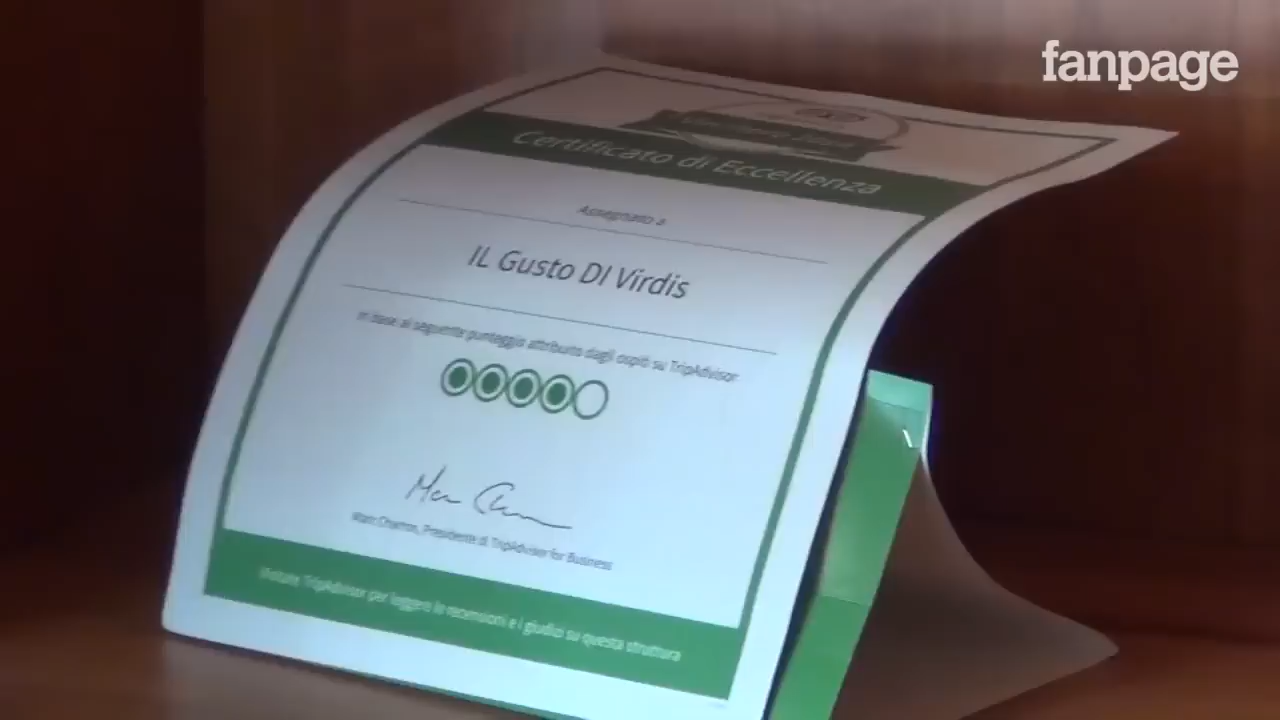 fanpage
Certificato di Eccellenza
Assegnato a
IL Gusto DI Virdis
In base al seguente punteggio attribuito dagli ospiti su TripAdvisor
Marc Charron, Presidente di TripAdvisor for Business
Visitate TripAdvisor per leggere le recensioni e i giudizi su questa struttura